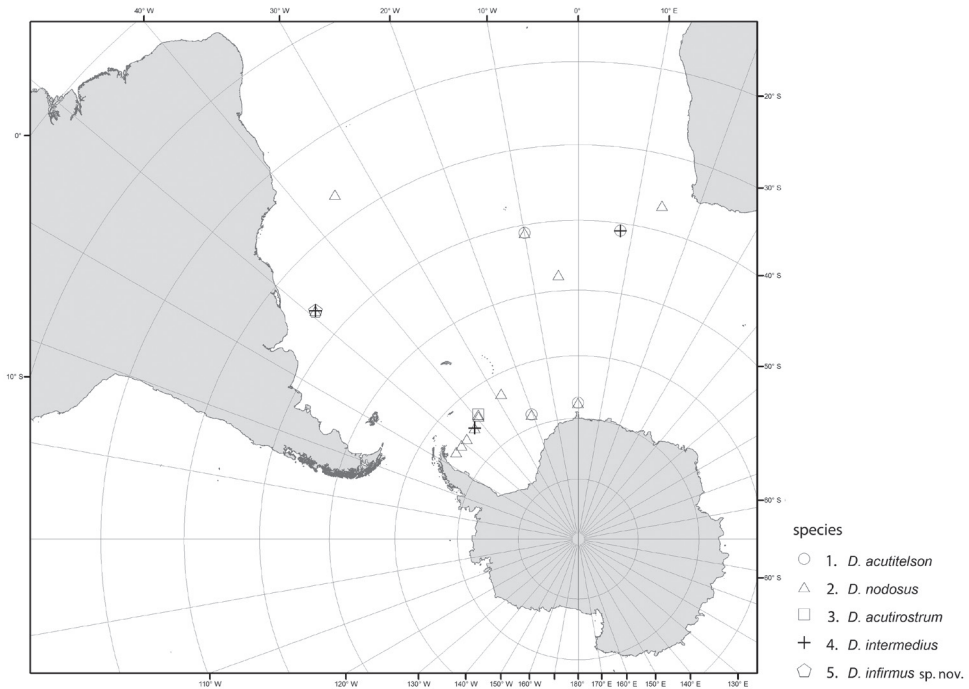 40° W 30° W 20° W 10° W 0° 10° E
20° S
0°
30° S
40° S
10° S
50° S
60° S
60° S
110° W 120° W 130° W 140° W 150° W 160° W 180° 170° E 160° E 150° E 140° E 130° E
species
1. D. acutitelson
2. D. nodosus
3. D. acutirostrum
4. D. intermedius
5. D. infirmus sp. nov.